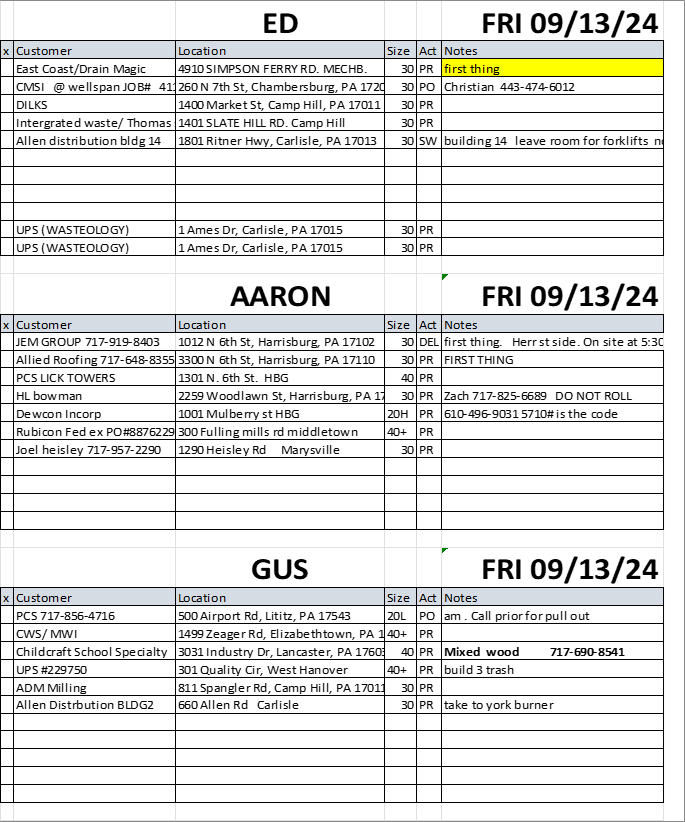 ED FRI 09/13/24
x Customer Location Size Act Notes
East Coast/Drain Magic 4910 SIMPSON FERRY RD. MECHB. 30 PR first thing
CMSI @ wellspan JOB# 411 260 N 7th St, Chambersburg, PA 1720 30 PO Christian 443-474-6012
DILKS 1400 Market St, Camp Hill, PA 17011 30 PR
Intergrated waste/ Thomas 1401 SLATE HILL RD. Camp Hill 30 PR
Allen distribution bldg 14 1801 Ritner Hwy, Carlisle, PA 17013 30 SW building 14 leave room for forklifts
UPS (WASTEOLOGY) 1 Ames Dr, Carlisle, PA 17015 30 PR
UPS (WASTEOLOGY) 1 Ames Dr, Carlisle, PA 17015 30 PR
AARON FRI 09/13/24
x Customer Location Size Act Notes
JEM GROUP 717-919-8403 1012 N 6th St, Harrisburg, PA 17102 30 DEL first thing. Herr st side. On site at 5:30
Allied Roofing 717-648-8355 3300 N 6th St, Harrisburg, PA 17110 30 PR FIRST THING
PCS LICK TOWERS 1301 N. 6th St. HBG 40 PR
HL bowman 2259 Woodlawn St, Harrisburg, PA 17 30 PR Zach 717-825-6689 DO NOT ROLL
Dewcon Incorp 1001 Mulberry st HBG 20H PR 610-496-9031 5710# is the code
Rubicon Fed ex PO#8876229 300 Fulling mills rd middletown 40+ PR
Joel heisley 717-957-2290 1290 Heisley Rd Marysville 30 PR
GUS FRI 09/13/24
x Customer Location Size Act Notes
PCS 717-856-4716 500 Airport Rd, Lititz, PA 17543 20L PO am . Call prior for pull out
CWS/ MWI 1499 Zeager Rd, Elizabethtown, PA 1 40+ PR
Childcraft School Specialty 3031 Industry Dr, Lancaster, PA 17603 40 PR Mixed wood 717-690-8541
UPS #229750 301 Quality Cir, West Hanover 40+ PR build 3 trash
ADM Milling 811 Spangler Rd, Camp Hill, PA 17011 30 PR
Allen Distrbution BLDG2 660 Allen Rd Carlisle 30 PR take to york burner